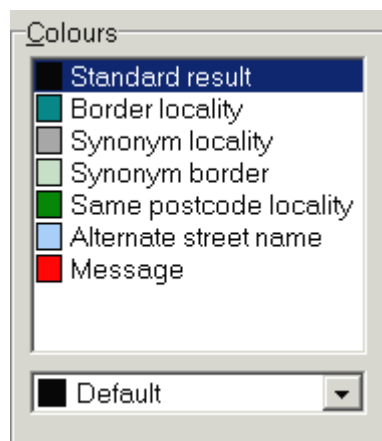 Colours
Standard result
Border locality
Synonym locality
Synonym border
Same postcode locality
Alternate street name
Message
Default